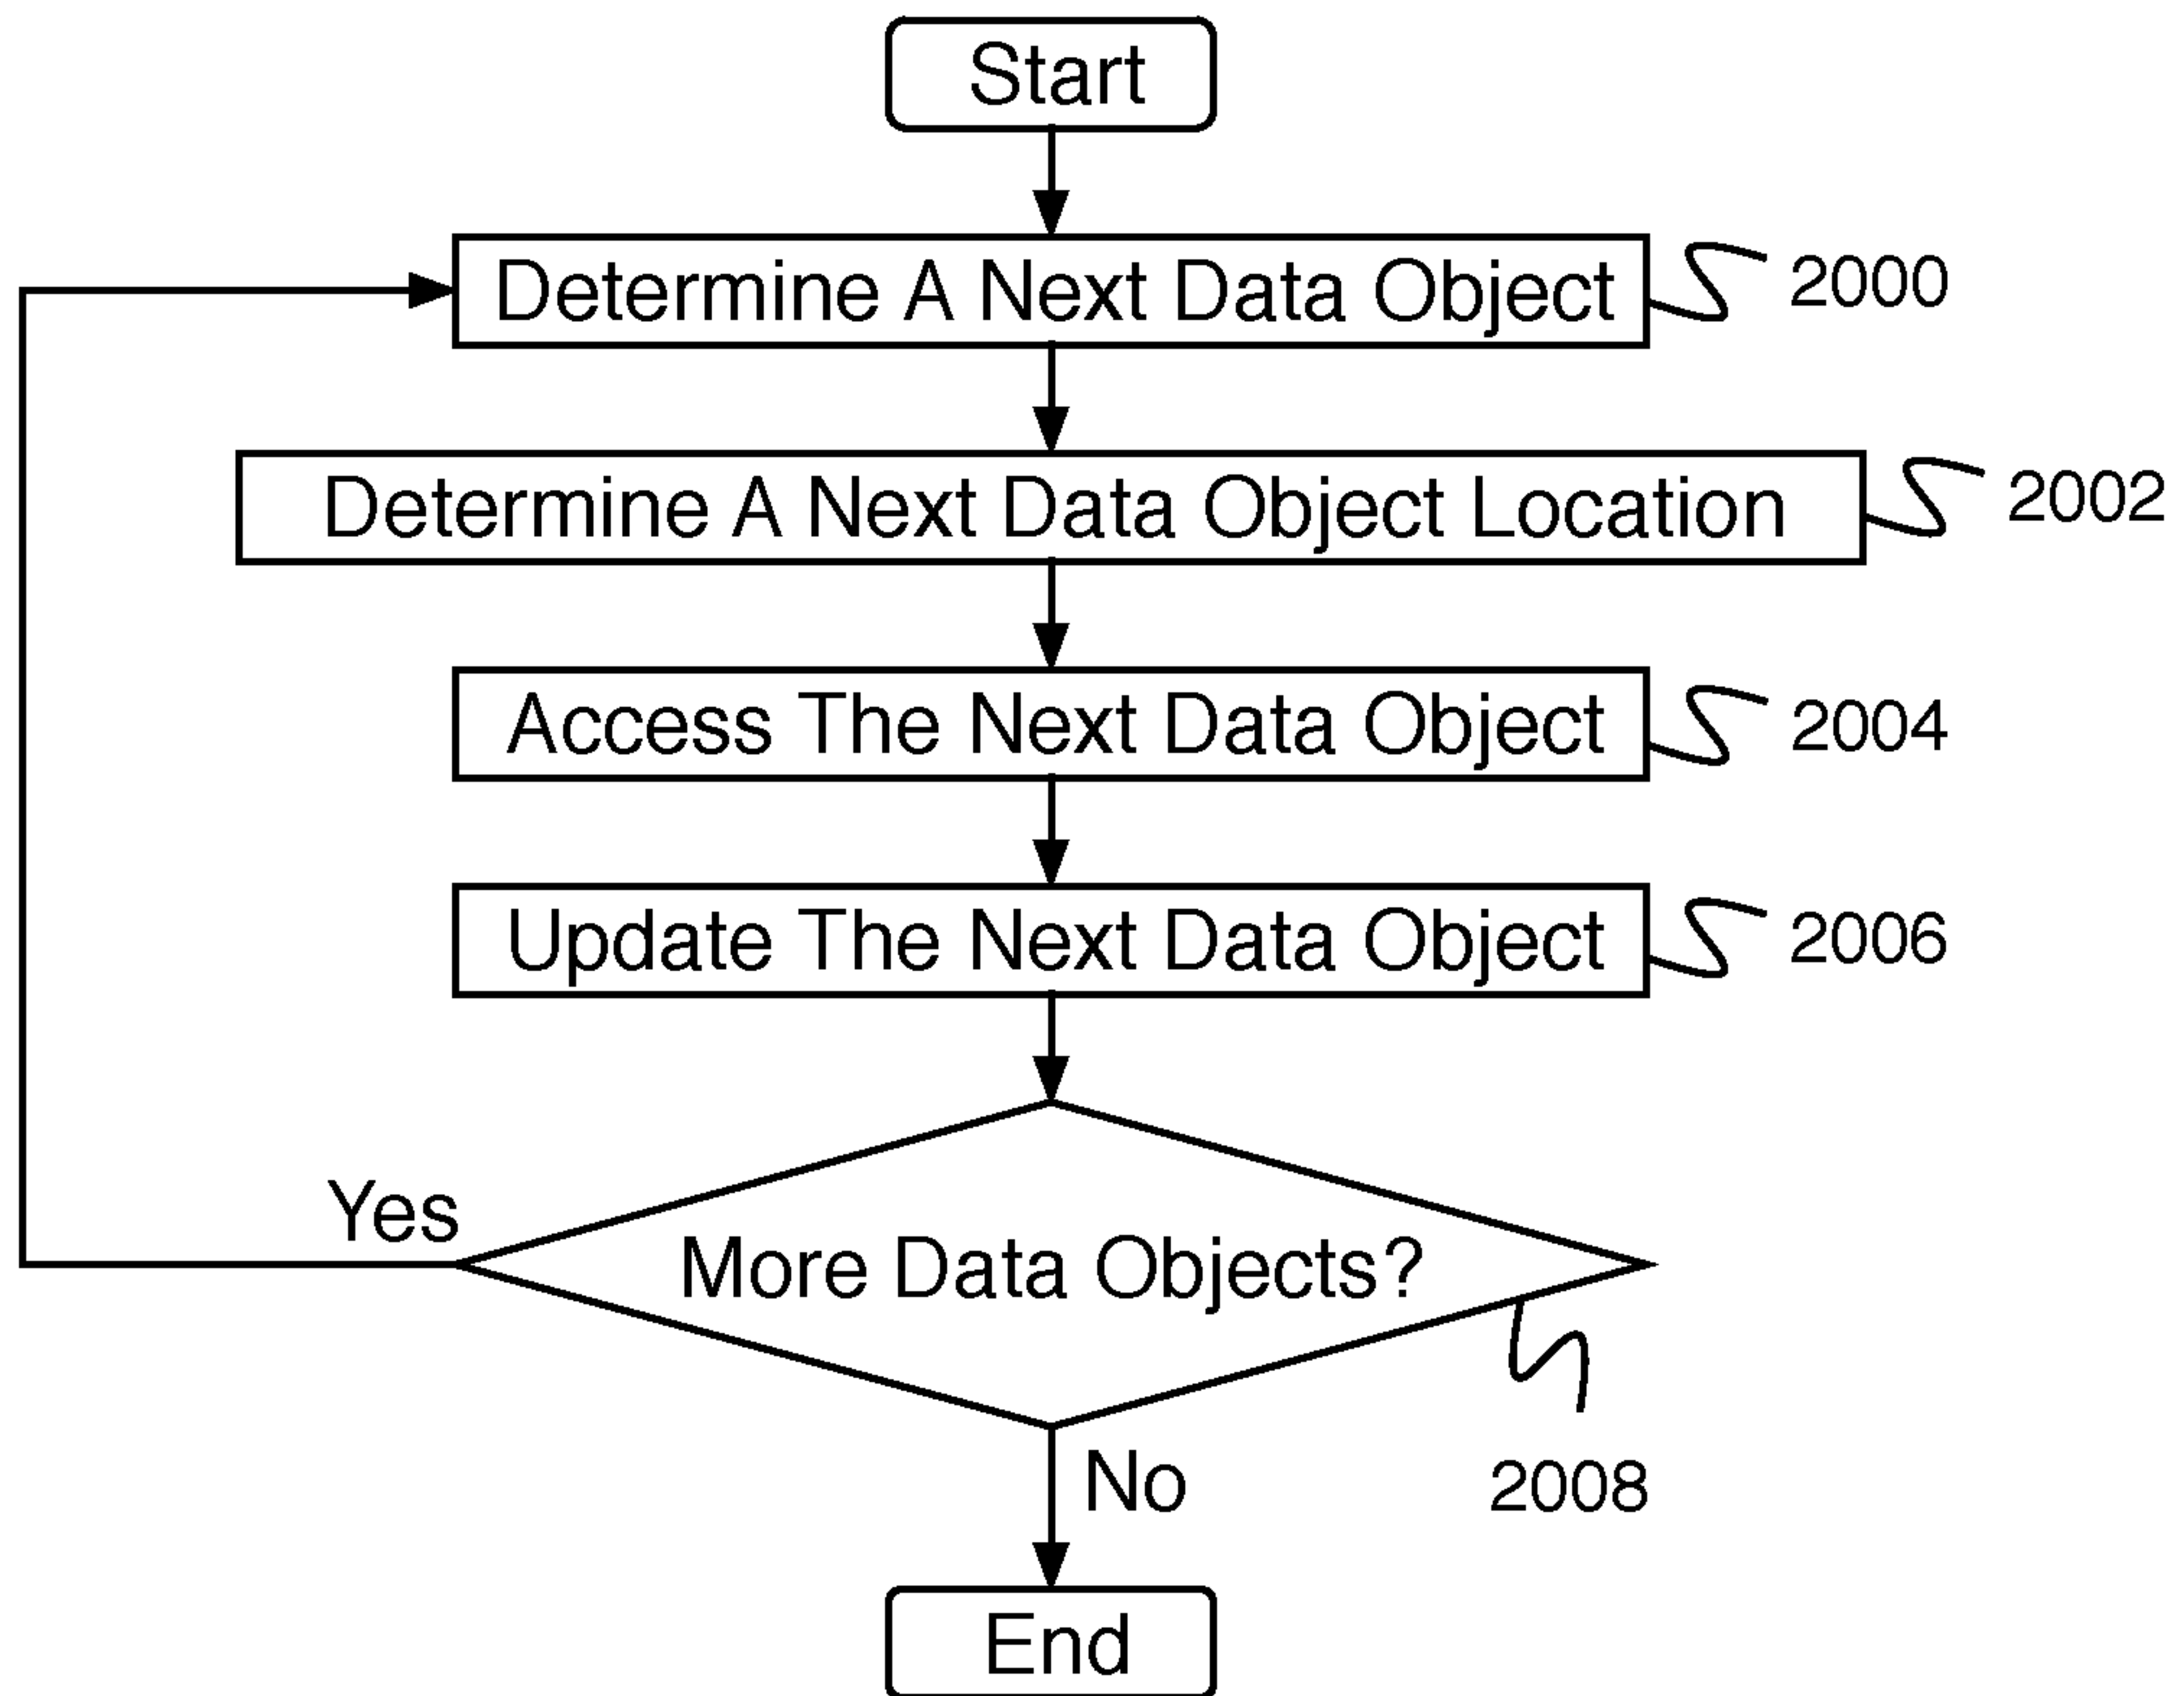 Start
Determine A Next Data Object
2000
Determine A Next Data Object Location
2002
Access The Next Data Object
2004
Update The Next Data Object
2006
Yes
More Data Objects?
No
2008
End